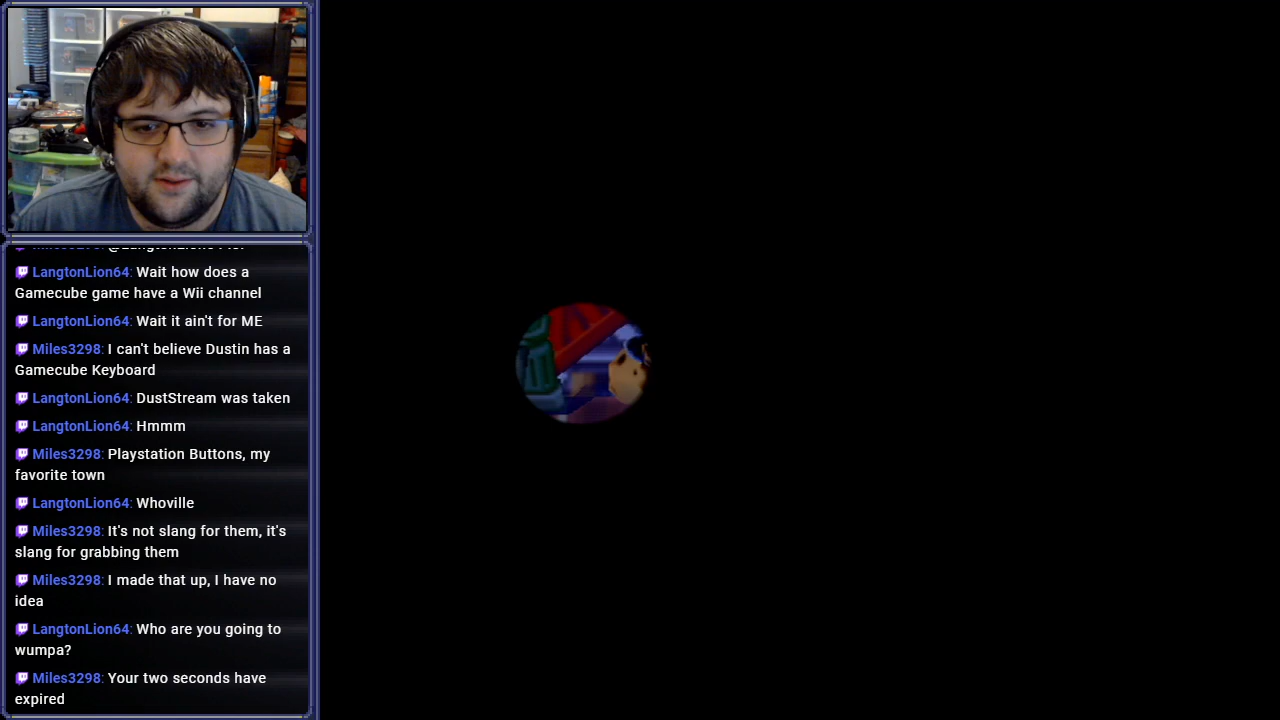 LangtonLion64: Wait how does a
Gamecube game have a Wii channel
LangtonLion64: Wait it ain't for ME
Miles3298: I can't believe Dustin has a
Gamecube Keyboard
LangtonLion64: DustStream was taken
LangtonLion64: Hmmm
Miles3298: Playstation Buttons, my
favorite town
LangtonLion64: Whoville
Miles3298: It's not slang for them, it's
slang for grabbing them
Miles3298: I made that up, I have no
idea
LangtonLion64: Who are you going to
wumpa?
Miles3298: Your two seconds have
expired